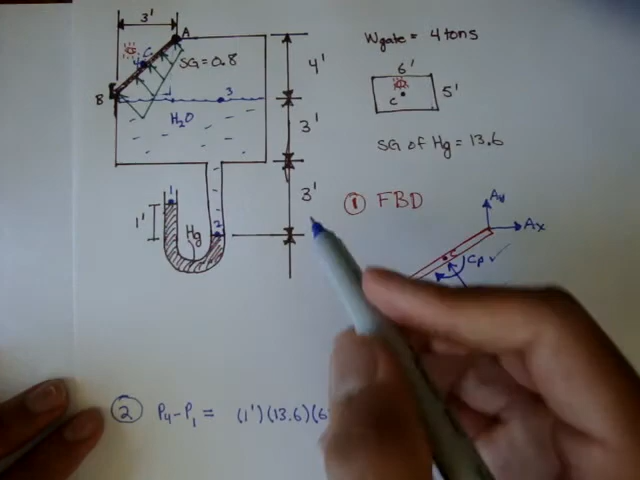 3'
A
C
SG=0.8
B
4'
3
H2O
3'
3'
1
1'
2
Hg
Wgate = 4 tons
6'
C
5'
SG of Hg = 13.6
① FBD
Ay
Ax
C
Cp ✓
② P4-P1 = (1')(13.6)(6